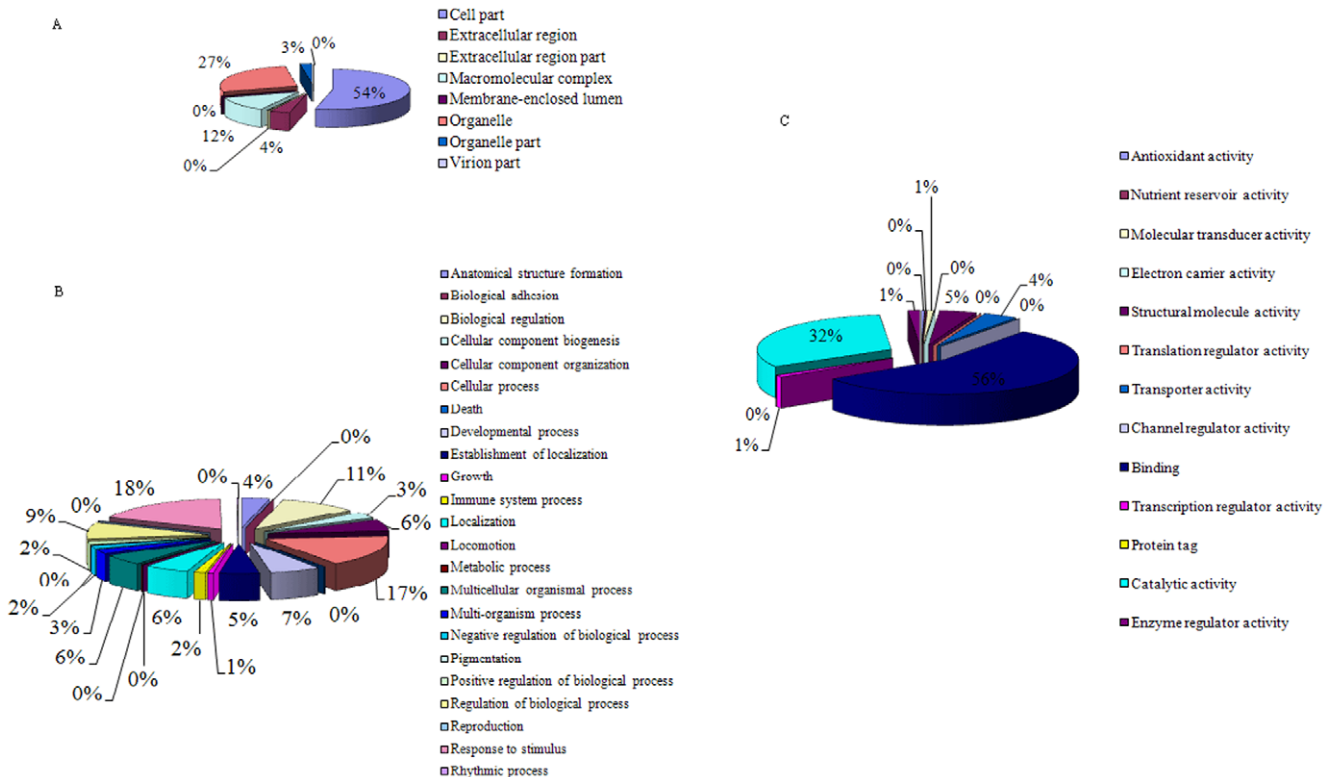 A
3%
0%
27%
54%
0%
12%
4%
0%
Cell part
Extracellular region
Extracellular region part
Macromolecular complex
Membrane-enclosed lumen
Organelle
Organelle part
Virion part
B
0%
0%
4%
11%
3%
18%
0%
9%
6%
2%
0%
17%
2%
3%
6%
2%
5%
7%
0%
6%
1%
0%
0%
Anatomical structure formation
Biological adhesion
Biological regulation
Cellular component biogenesis
Cellular component organization
Cellular process
Death
Developmental process
Establishment of localization
Growth
Immune system process
Localization
Locomotion
Metabolic process
Multicellular organismal process
Multi-organism process
Negative regulation of biological process
Pigmentation
Positive regulation of biological process
Regulation of biological process
Reproduction
Response to stimulus
Rhythmic process
C
1%
0%
0%
0%
4%
1%
5%
0%
0%
32%
56%
0%
1%
Antioxidant activity
Nutrient reservoir activity
Molecular transducer activity
Electron carrier activity
Structural molecule activity
Translation regulator activity
Transporter activity
Channel regulator activity
Binding
Transcription regulator activity
Protein tag
Catalytic activity
Enzyme regulator activity